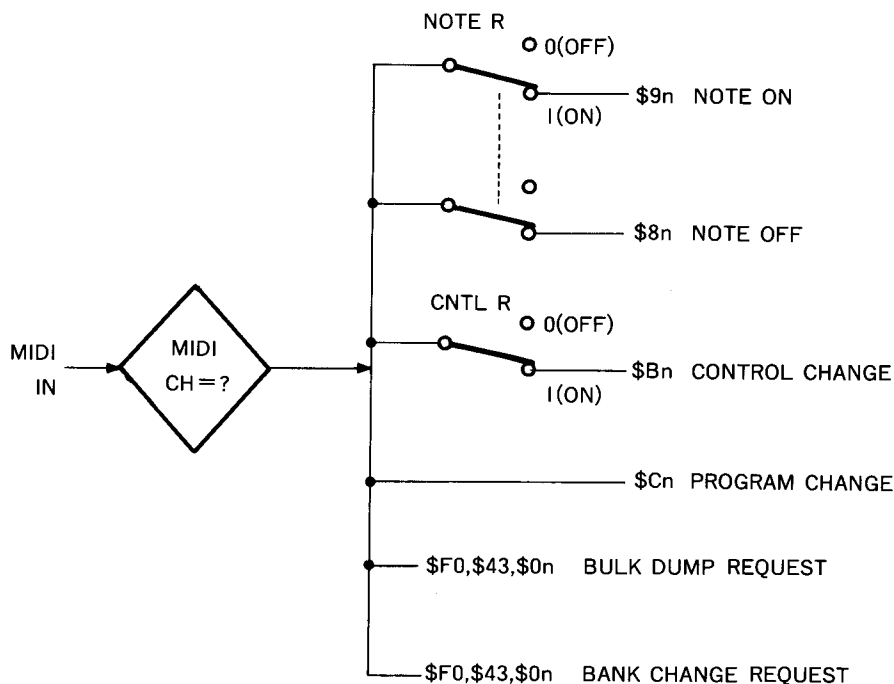 NOTE R
0(OFF)
$9n NOTE ON
1(ON)
$8n NOTE OFF
CNTL R
0(OFF)
MIDI
IN
MIDI
CH=?
$Bn CONTROL CHANGE
1(ON)
$Cn PROGRAM CHANGE
$F0,$43,$0n BULK DUMP REQUEST
$F0,$43,$0n BANK CHANGE REQUEST